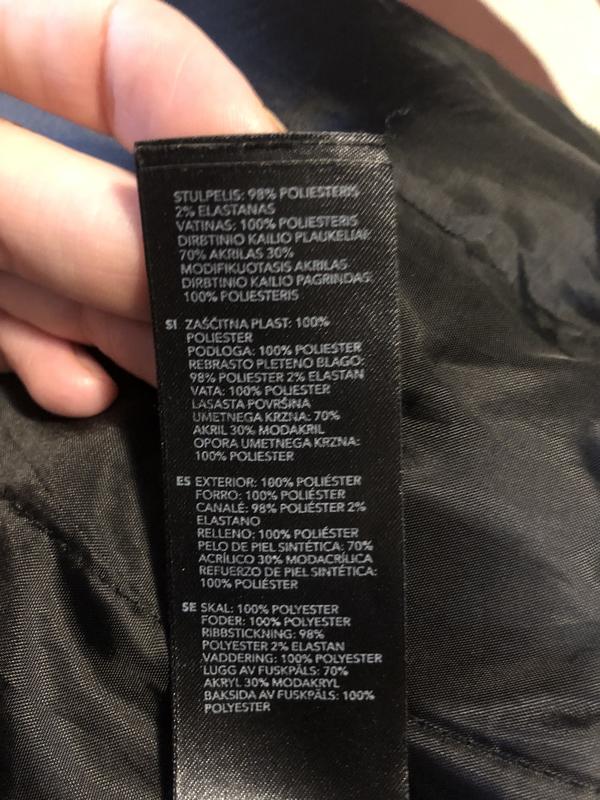 STULPELIS: 98% POLIESTERIS
2% ELASTANAS
VATINAS: 100% POLIESTERIS
DIRBTINIO KAILIO PLAUKELIAI:
70% AKRILAS 30%
MODIFIKUOTASIS AKRILAS
DIRBTINIO KAILIO PAGRINDAS:
100% POLIESTERIS
SI ZAŠČITNA PLAST: 100%
POLIESTER
PODLOGA: 100% POLIESTER
REBRASTO PLETENO BLAGO:
98% POLIESTER 2% ELASTAN
VATA: 100% POLIESTER
LASASTA POVRŠINA
UMETNEGA KRZNA: 70%
AKRIL 30% MODAKRIL
OPORA UMETNEGA KRZNA:
100% POLIESTER
ES EXTERIOR: 100% POLIÉSTER
FORRO: 100% POLIÉSTER
CANALÉ: 98% POLIÉSTER 2%
ELASTANO
RELLENO: 100% POLIÉSTER
PELO DE PIEL SINTÉTICA: 70%
ACRÍLICO 30% MODACRÍLICA
REFUERZO DE PIEL SINTÉTICA:
100% POLIÉSTER
SE SKAL: 100% POLYESTER
FODER: 100% POLYESTER
RIBBSTICKNING: 98%
POLYESTER 2% ELASTAN
VADDERING: 100% POLYESTER
LUGG AV FUSKPÄLS: 70%
AKRYL 30% MODAKRYL
BAKSIDA AV FUSKPÄLS: 100%
POLYESTER